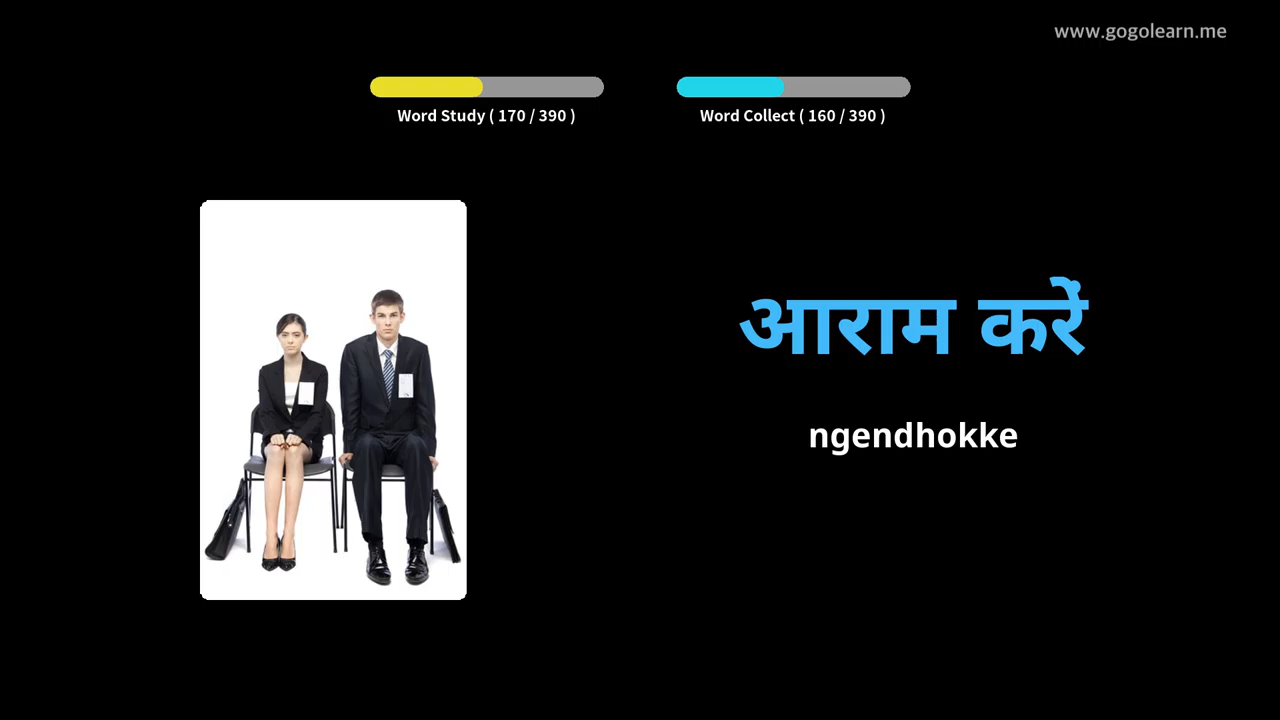 www.gogolearn.me
Word Study ( 170 / 390 )
Word Collect ( 160 / 390 )
आराम करें
ngendhokke